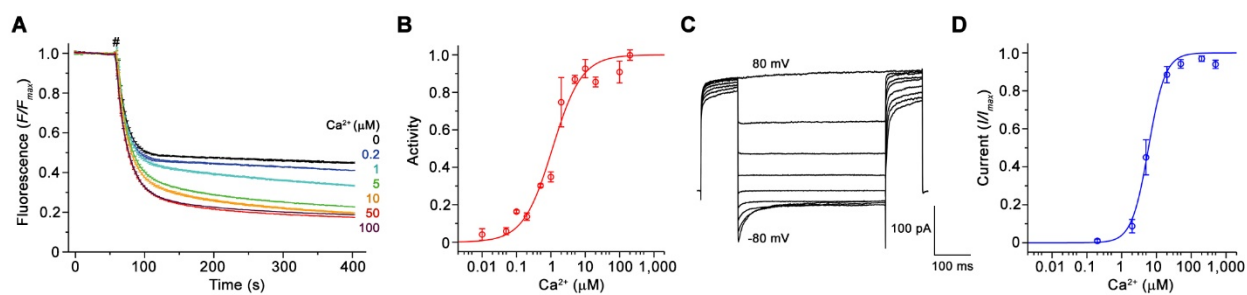 A
#
Fluorescence (F/Fmax)
1.0
0.8
0.6
0.4
0.2
0
100
200
300
400
Time (s)
Ca²⁺ (μM)
0
0.2
1
5
10
50
100
B
Activity
1.0
0.8
0.6
0.4
0.2
0
0.01
0.1
1
10
100
1,000
Ca²⁺ (μM)
C
80 mV
-80 mV
100 pA
100 ms
D
Current (I/Imax)
1.0
0.8
0.6
0.4
0.2
0
0.01
0.1
1
10
100
1,000
Ca²⁺ (μM)